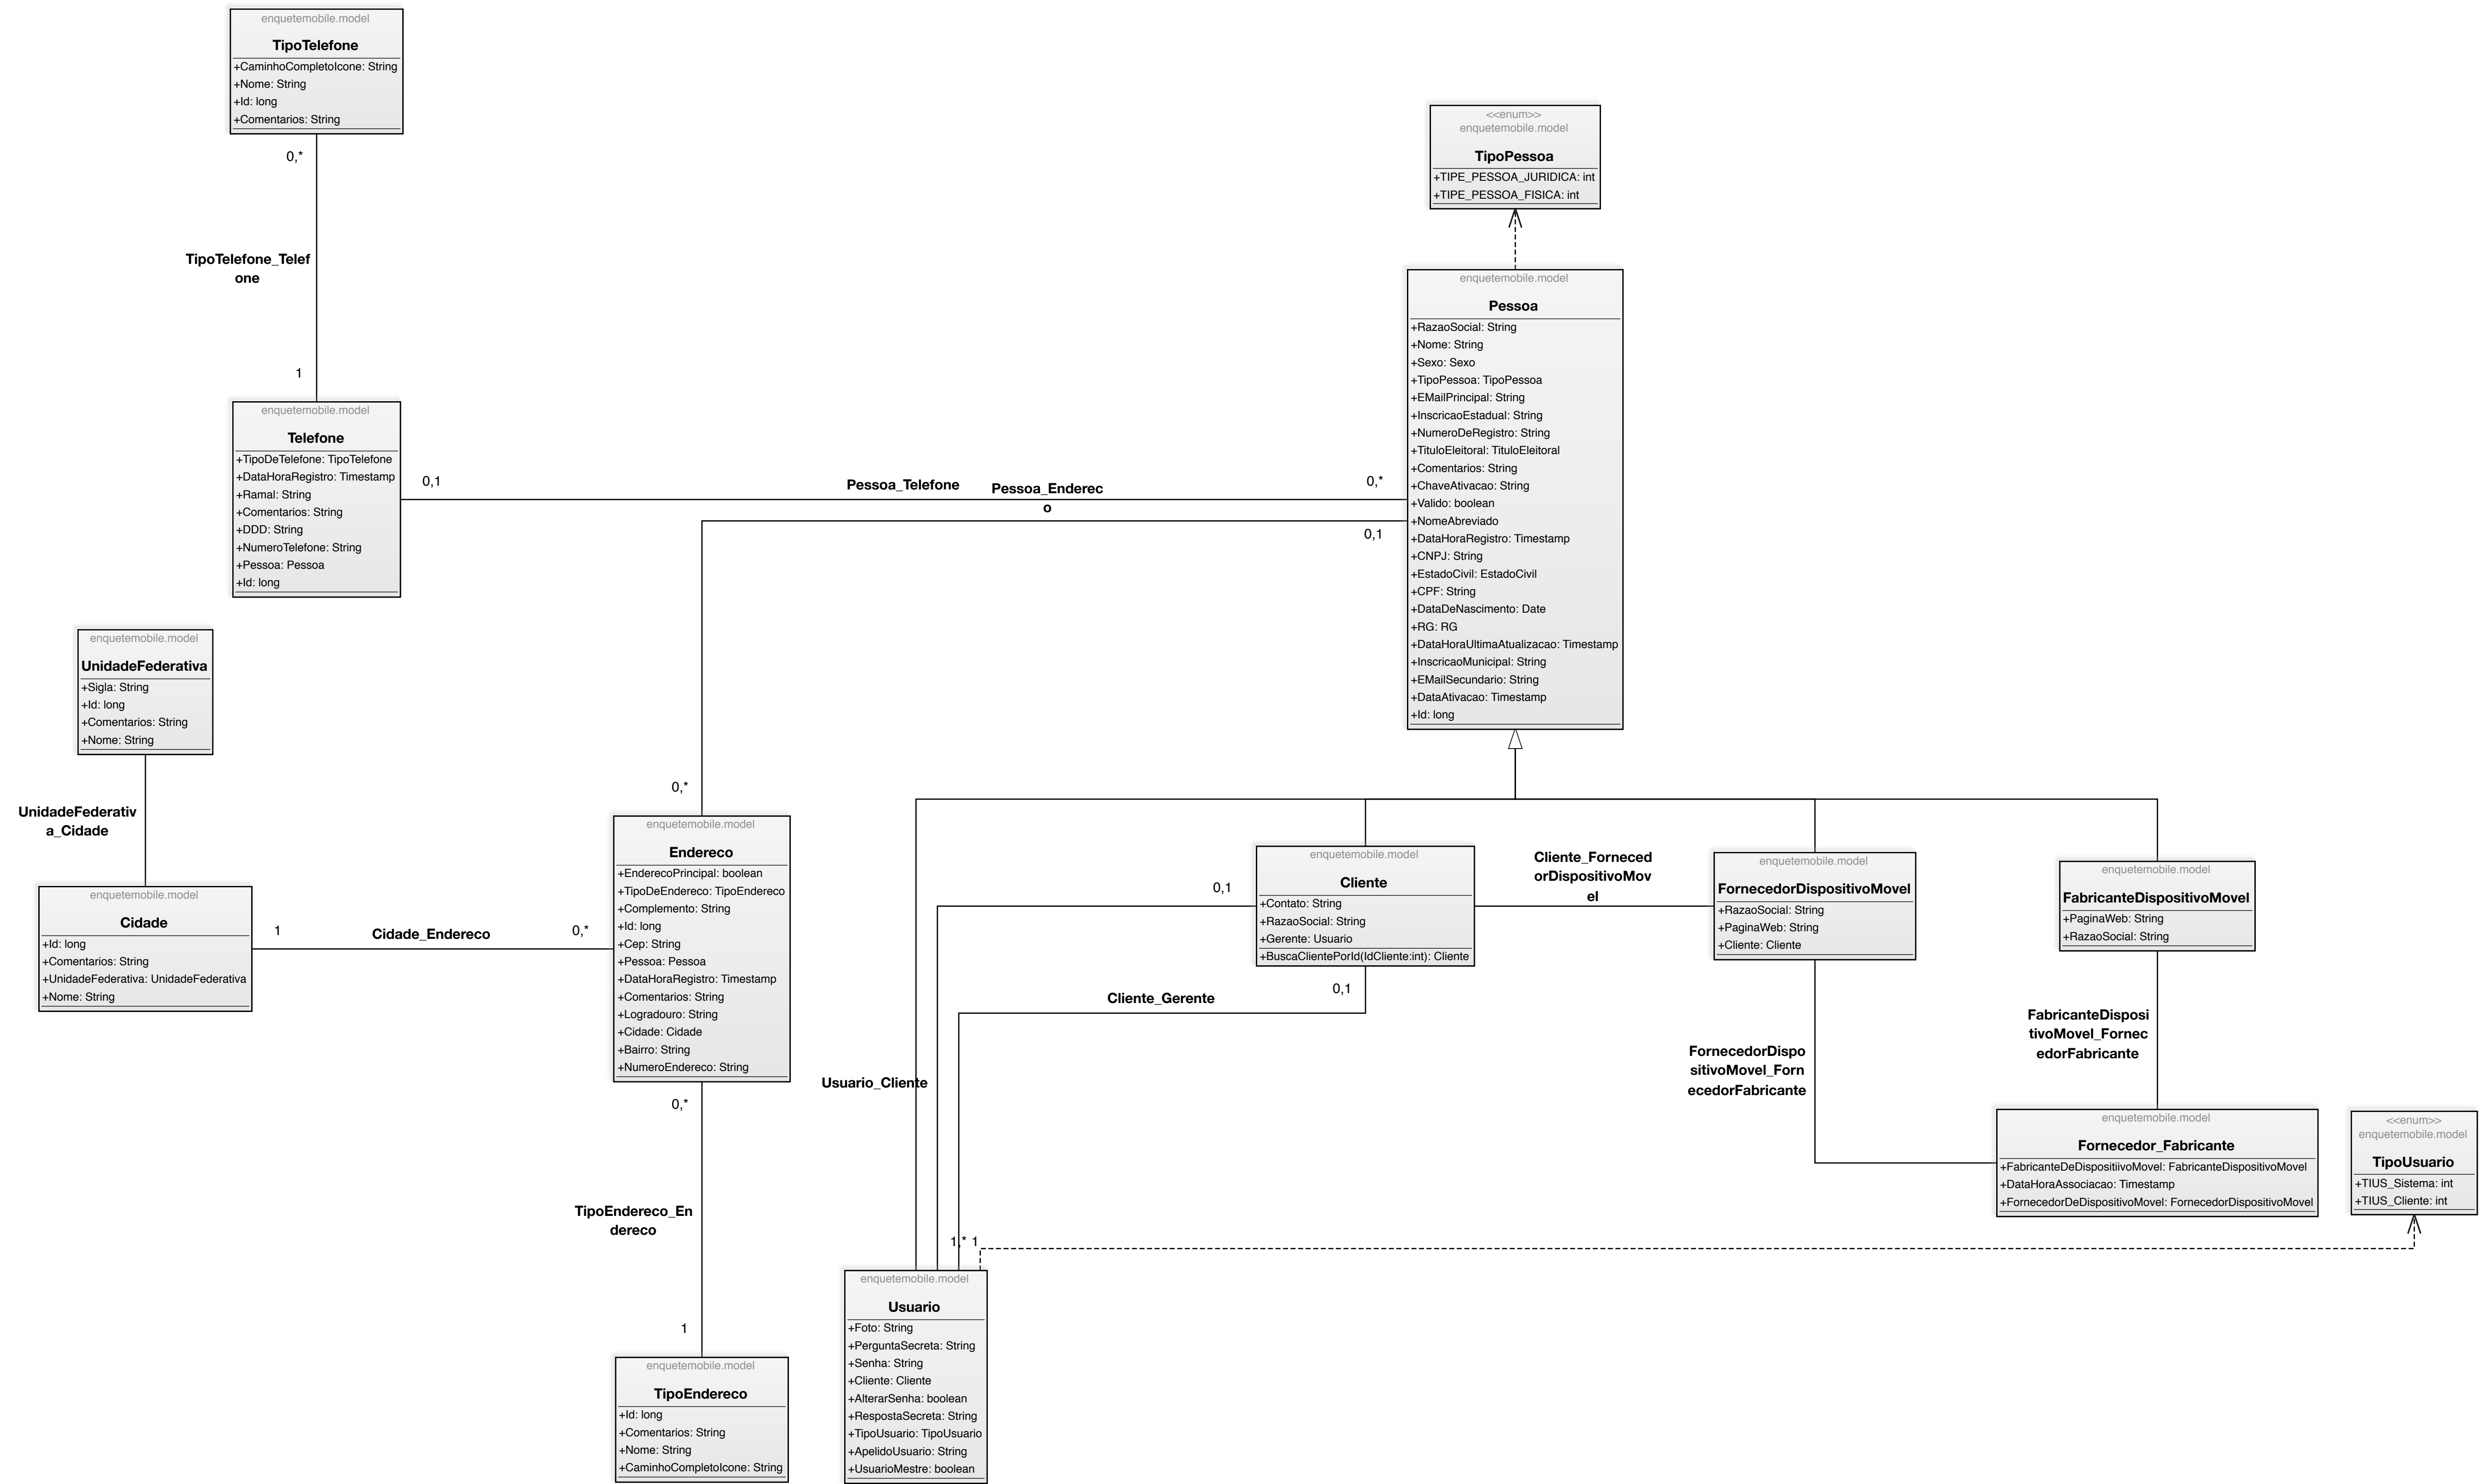 enquetemobile.model
TipoTelefone
+CaminhoCompletoIcone: String
+Nome: String
+Id: long
+Comentarios: String
0,*
TipoTelefone_Telef
one
1
enquetemobile.model
Telefone
+TipoDeTelefone: TipoTelefone
+DataHoraRegistro: Timestamp
+Ramal: String
+Comentarios: String
+DDD: String
+NumeroTelefone: String
+Pessoa: Pessoa
+Id: long
0,1
Pessoa_Telefone
0,*
Pessoa_Enderec
o
0,1
0,*
<<enum>>
enquetemobile.model
TipoPessoa
+TIPE_PESSOA_JURIDICA: int
+TIPE_PESSOA_FISICA: int
enquetemobile.model
Pessoa
+RazaoSocial: String
+Nome: String
+Sexo: Sexo
+TipoPessoa: TipoPessoa
+EMailPrincipal: String
+InscricaoEstadual: String
+NumeroDeRegistro: String
+TituloEleitoral: TituloEleitoral
+Comentarios: String
+ChaveAtivacao: String
+Valido: boolean
+NomeAbreviado
+DataHoraRegistro: Timestamp
+CNPJ: String
+EstadoCivil: EstadoCivil
+CPF: String
+DataDeNascimento: Date
+RG: RG
+DataHoraUltimaAtualizacao: Timestamp
+InscricaoMunicipal: String
+EMailSecundario: String
+DataAtivacao: Timestamp
+Id: long
enquetemobile.model
UnidadeFederativa
+Sigla: String
+Id: long
+Comentarios: String
+Nome: String
UnidadeFederativ
a_Cidade
enquetemobile.model
Cidade
+Id: long
+Comentarios: String
+UnidadeFederativa: UnidadeFederativa
+Nome: String
1
Cidade_Endereco
0,*
enquetemobile.model
Endereco
+EnderecoPrincipal: boolean
+TipoDeEndereco: TipoEndereco
+Complemento: String
+Id: long
+Cep: String
+Pessoa: Pessoa
+DataHoraRegistro: Timestamp
+Comentarios: String
+Logradouro: String
+Cidade: Cidade
+Bairro: String
+NumeroEndereco: String
0,*
TipoEndereco_En
dereco
1
enquetemobile.model
TipoEndereco
+Id: long
+Comentarios: String
+Nome: String
+CaminhoCompletoIcone: String
enquetemobile.model
Cliente
+Contato: String
+RazaoSocial: String
+Gerente: Usuario
+BuscaClientePorId(IdCliente:int): Cliente
0,1
0,1
Cliente_Gerente
Usuario_Cliente
Cliente_Forneced
orDispositivoMov
el
enquetemobile.model
FornecedorDispositivoMovel
+RazaoSocial: String
+PaginaWeb: String
+Cliente: Cliente
enquetemobile.model
FabricanteDispositivoMovel
+PaginaWeb: String
+RazaoSocial: String
FornecedorDispo
sitivoMovel_Forn
ecedorFabricante
FabricanteDisposi
tivoMovel_Fornec
edorFabricante
enquetemobile.model
Fornecedor_Fabricante
+FabricanteDeDispositiivoMovel: FabricanteDispositivoMovel
+DataHoraAssociacao: Timestamp
+FornecedorDeDispositivoMovel: FornecedorDispositivoMovel
<<enum>>
enquetemobile.model
TipoUsuario
+TIUS_Sistema: int
+TIUS_Cliente: int
1,* 1
enquetemobile.model
Usuario
+Foto: String
+PerguntaSecreta: String
+Senha: String
+Cliente: Cliente
+AlterarSenha: boolean
+RespostaSecreta: String
+TipoUsuario: TipoUsuario
+ApelidoUsuario: String
+UsuarioMestre: boolean